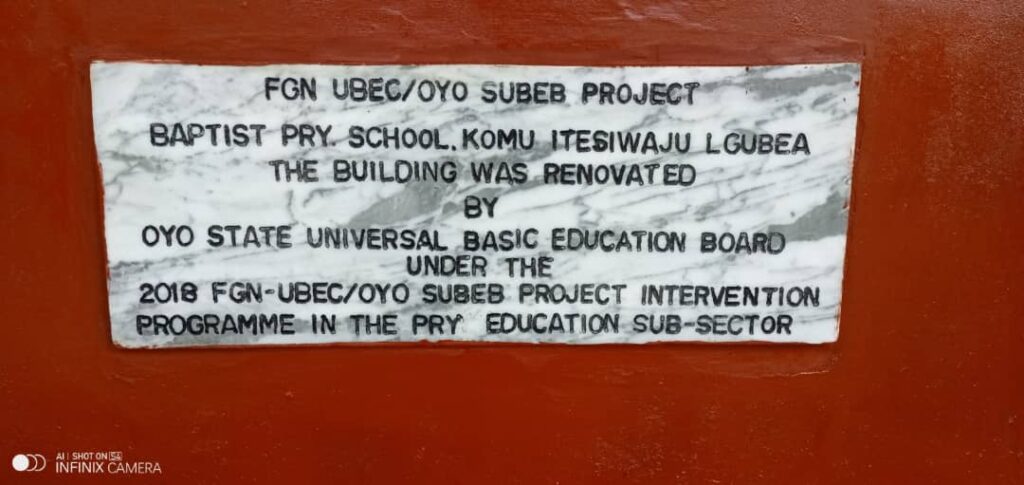 FGN UBEC/OYO SUBEB PROJECT
BAPTIST PRY. SCHOOL. KOMU ITESIWAJU LGUBEA
THE BUILDING WAS RENOVATED
BY
OYO STATE UNIVERSAL BASIC EDUCATION BOARD
UNDER THE
2018 FGN-UBEC/OYO SUBEB PROJECT INTERVENTION
PROGRAMME IN THE PRY EDUCATION SUB-SECTOR
AI | SHOT ON S4
INFINIX CAMERA